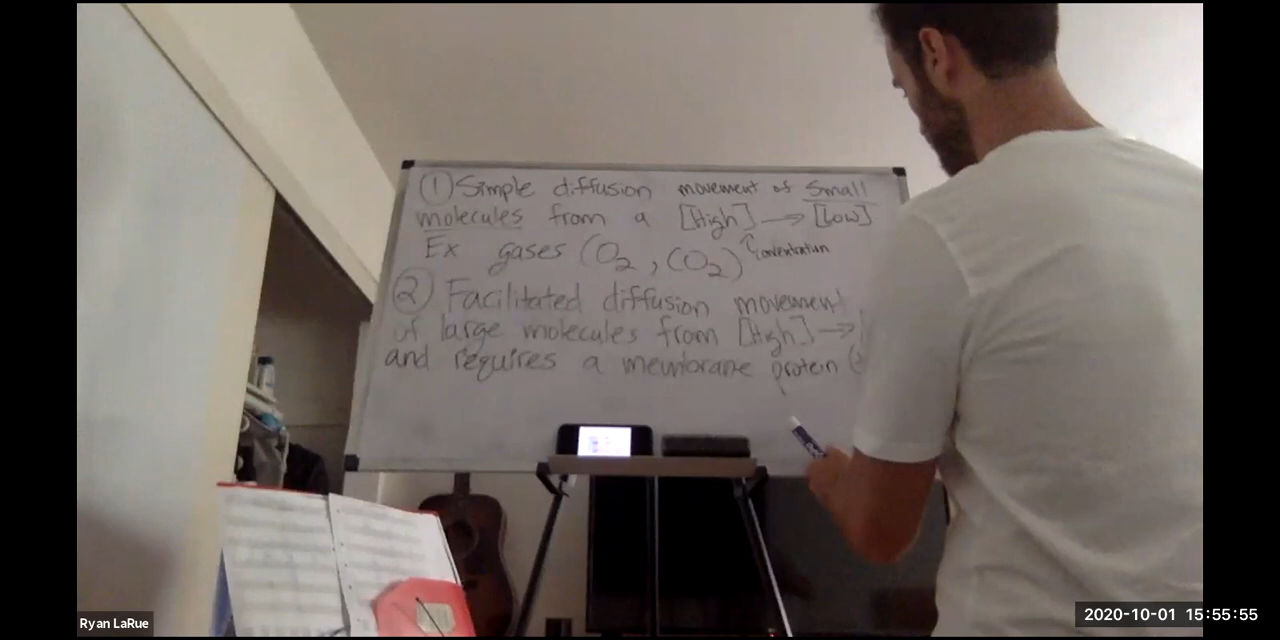 ① Simple diffusion movement of small
molecules from a [High] → [Low]
Ex gases (O2, CO2) concentration
② Facilitated diffusion movement
of large molecules from [High] →
and requires a membrane protein (
Ryan LaRue
2020-10-01 15:55:55